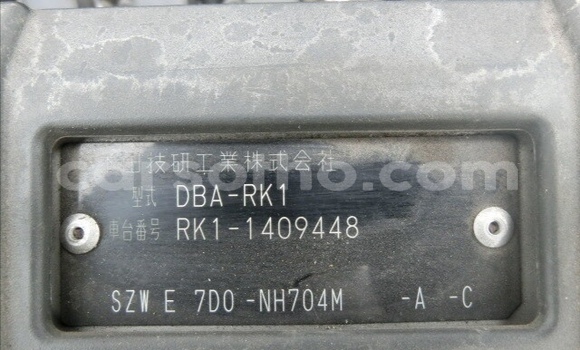 田技研工業株式会社
型式 DBA-RK1
車台番号 RK1-1409448
SZW E 7D0 -NH704M -A -C